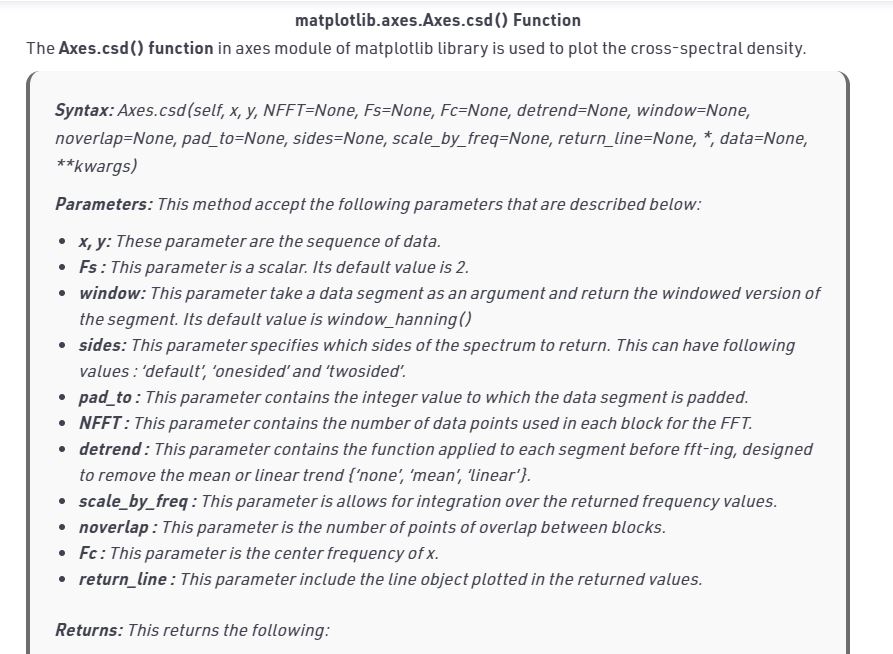 matplotlib.axes.Axes.csd() Function
The Axes.csd() function in axes module of matplotlib library is used to plot the cross-spectral density.
Syntax: Axes.csd(self, x, y, NFFT=None, Fs=None, Fc=None, detrend=None, window=None,
noverlap=None, pad_to=None, sides=None, scale_by_freq=None, return_line=None, *, data=None,
**kwargs)
Parameters: This method accept the following parameters that are described below:
• x, y: These parameter are the sequence of data.
• Fs : This parameter is a scalar. Its default value is 2.
• window: This parameter take a data segment as an argument and return the windowed version of
the segment. Its default value is window_hanning()
• sides: This parameter specifies which sides of the spectrum to return. This can have following
values : ‘default’, ‘onesided’ and ‘twosided’.
• pad_to : This parameter contains the integer value to which the data segment is padded.
• NFFT : This parameter contains the number of data points used in each block for the FFT.
• detrend : This parameter contains the function applied to each segment before fft-ing, designed
to remove the mean or linear trend {‘none’, ‘mean’, ‘linear’}.
• scale_by_freq : This parameter is allows for integration over the returned frequency values.
• noverlap : This parameter is the number of points of overlap between blocks.
• Fc : This parameter is the center frequency of x.
• return_line : This parameter include the line object plotted in the returned values.
Returns: This returns the following: